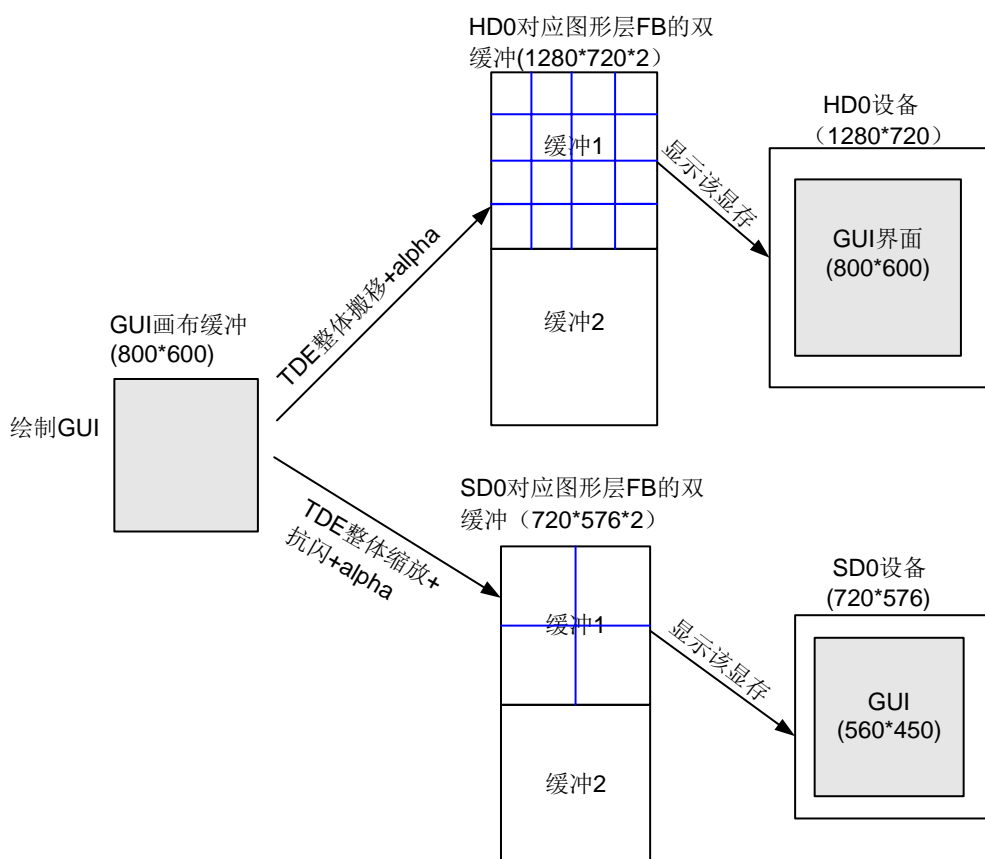 HD0对应图形层FB的双
缓冲(1280*720*2）
缓冲1
缓冲2
显示该显存
HD0设备
（1280*720）
GUI界面
(800*600)
TDE整体搬移+alpha
GUI画布缓冲
(800*600)
绘制GUI
TDE整体缩放+
抗闪+alpha
SD0对应图形层FB的双
缓冲（720*576*2）
缓冲1
缓冲2
显示该显存
SD0设备
(720*576)
GUI
(560*450)